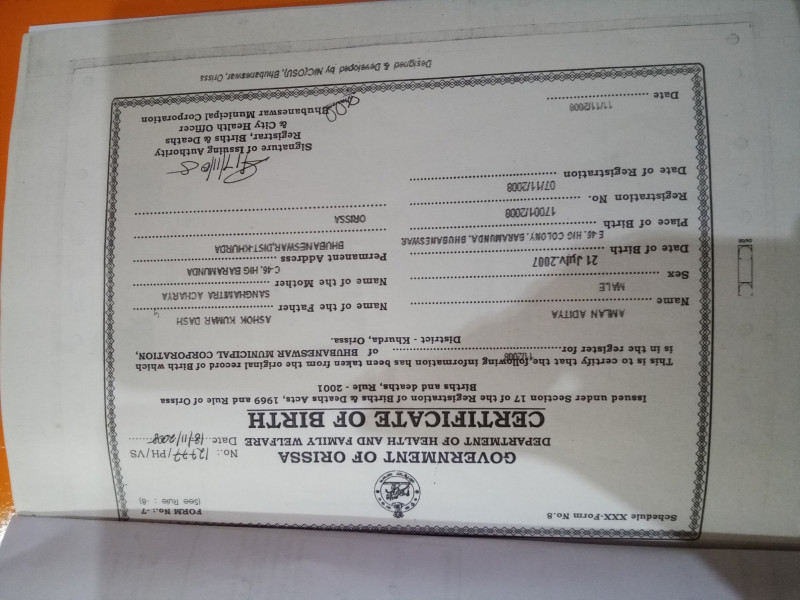 Schedule XXX-Form No.8
FORM No.:-7
(See Rule : -8)
GOVERNMENT OF ORISSA
DEPARTMENT OF HEALTH AND FAMILY WELFARE
No.: 12777/PH/VS
Date 18/11/2008
CERTIFICATE OF BIRTH
Issued under Section 17 of the Registration of Births & Deaths Acts, 1969 and Rule of Orissa
Births and deaths, Rule - 2001
This is to certify that the following information has been taken from the original record of Birth which
is in the register for 11/2008 of BHUBANESWAR MUNICIPAL CORPORATION,
District - Khurda, Orissa.
Name AMLAN ADITYA
Sex MALE
Date of Birth 21 July.2007
Place of Birth E-46, HIG COLONY, BARAMUNDA, BHUBANESWAR
Registration No. 17001/2008
Date of Registration 07/11/2008
Date 11/11/2008
Name of the Father ASHOK KUMAR DASH
Name of the Mother SANGHAMITRA ACHARYA
Permanent Address C-46, HIG BARAMUNDA
BHUBANESWAR,DIST-KHURDA
ORISSA
17/11/08
Signature of Issuing Authority
Registrar, Births & Deaths
& City Health Officer
Bhubaneswar Municipal Corporation
Designed & Developed by NIC(OSU), Bhubaneswar, Orissa